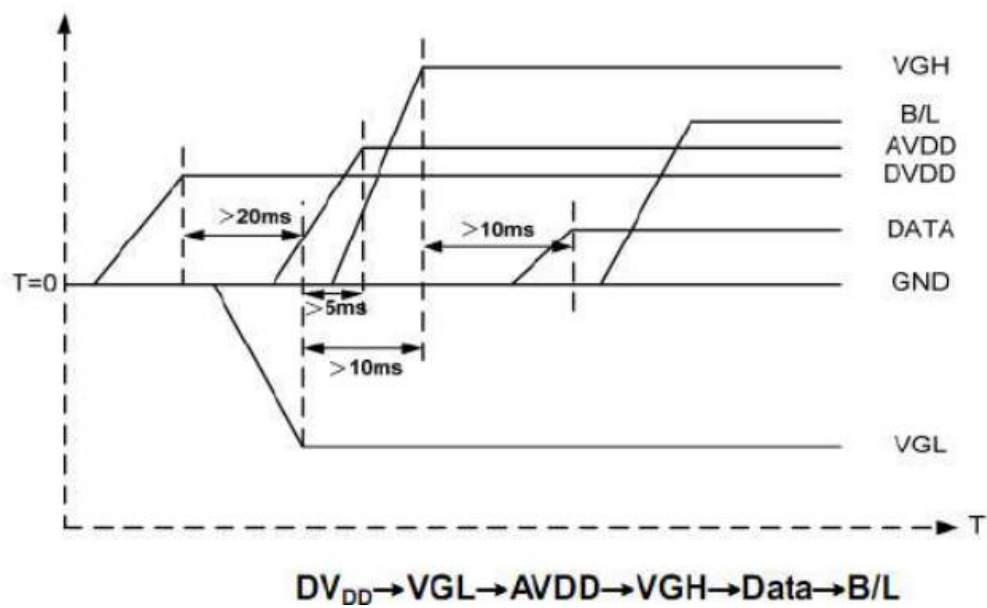 VGH
B/L
AVDD
DVDD
>20ms
>10ms
DATA
T=0
GND
>5ms
>10ms
VGL
T
DVDD→VGL→AVDD→VGH→Data→B/L